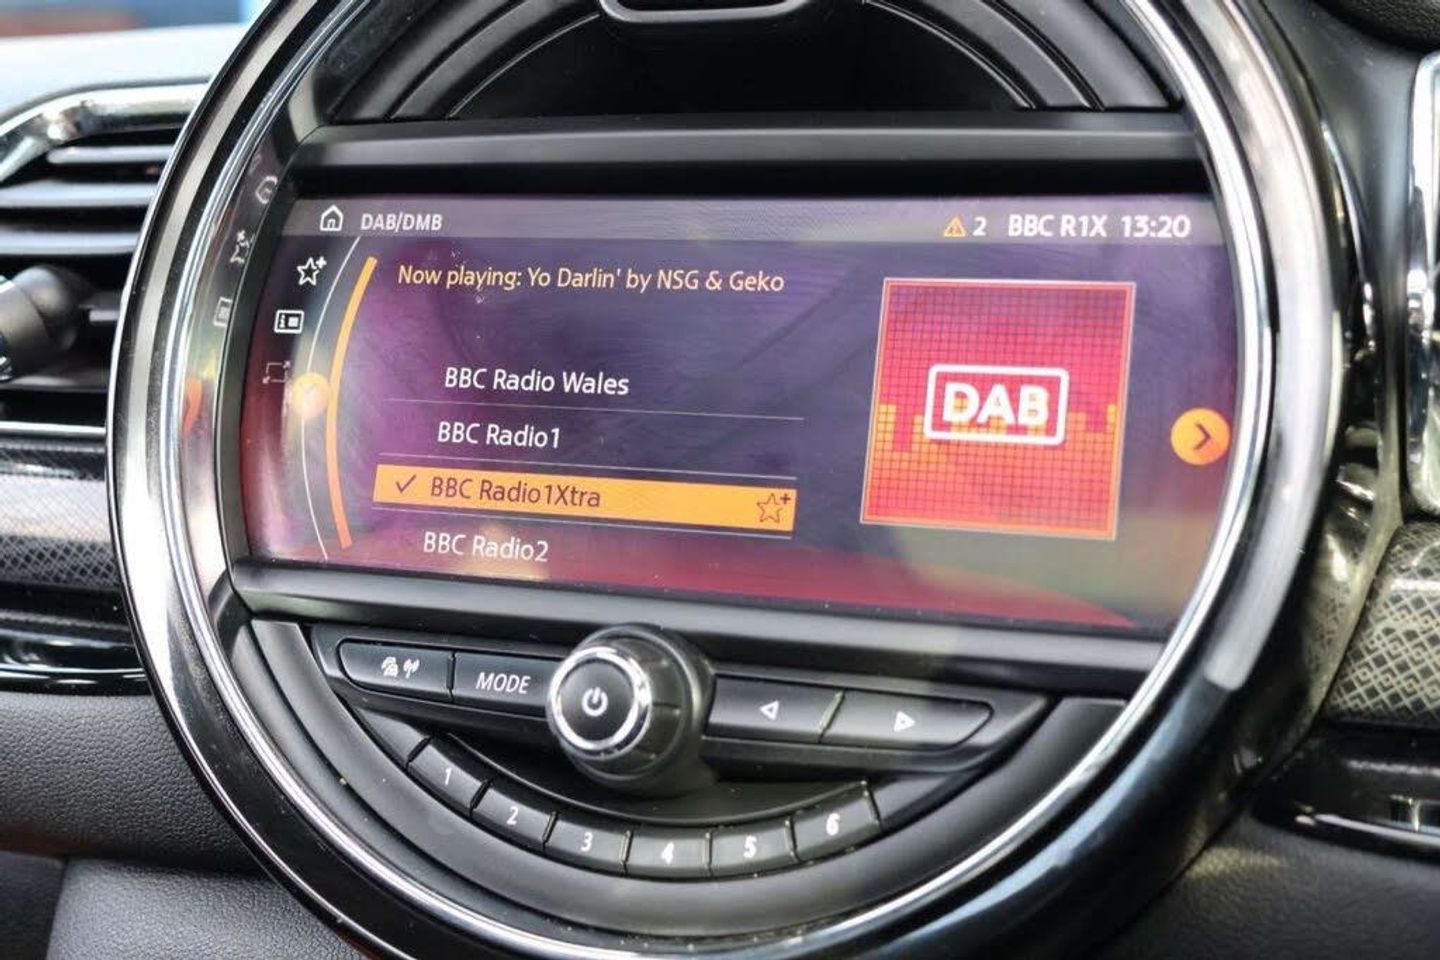 DAB/DMB
2 BBC R1X 13:20
Now playing: Yo Darlin' by NSG & Geko
BBC Radio Wales
BBC Radio1
BBC Radio1Xtra
BBC Radio2
DAB
MODE
1
2
3
4
5
6